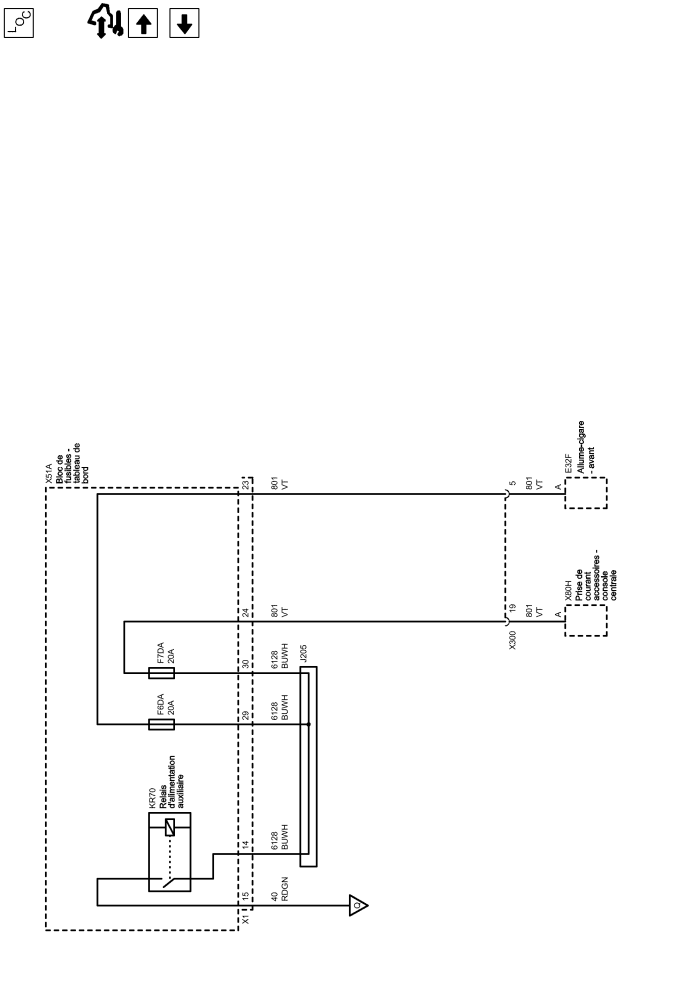 LOC
X51A
Bloc de
fusibles -
tableau de
bord
23
801
VT
5
801
VT
A
E32F
Allume-cigare
- avant
24
801
VT
X300
19
801
VT
A
X80H
Prise de
courant
accessoires -
console
centrale
F7DA
20A
30
6128
BUWH
J205
F6DA
20A
29
6128
BUWH
KR70
Relais
d'alimentation
auxiliaire
14
6128
BUWH
X1
15
40
RDGN
Q